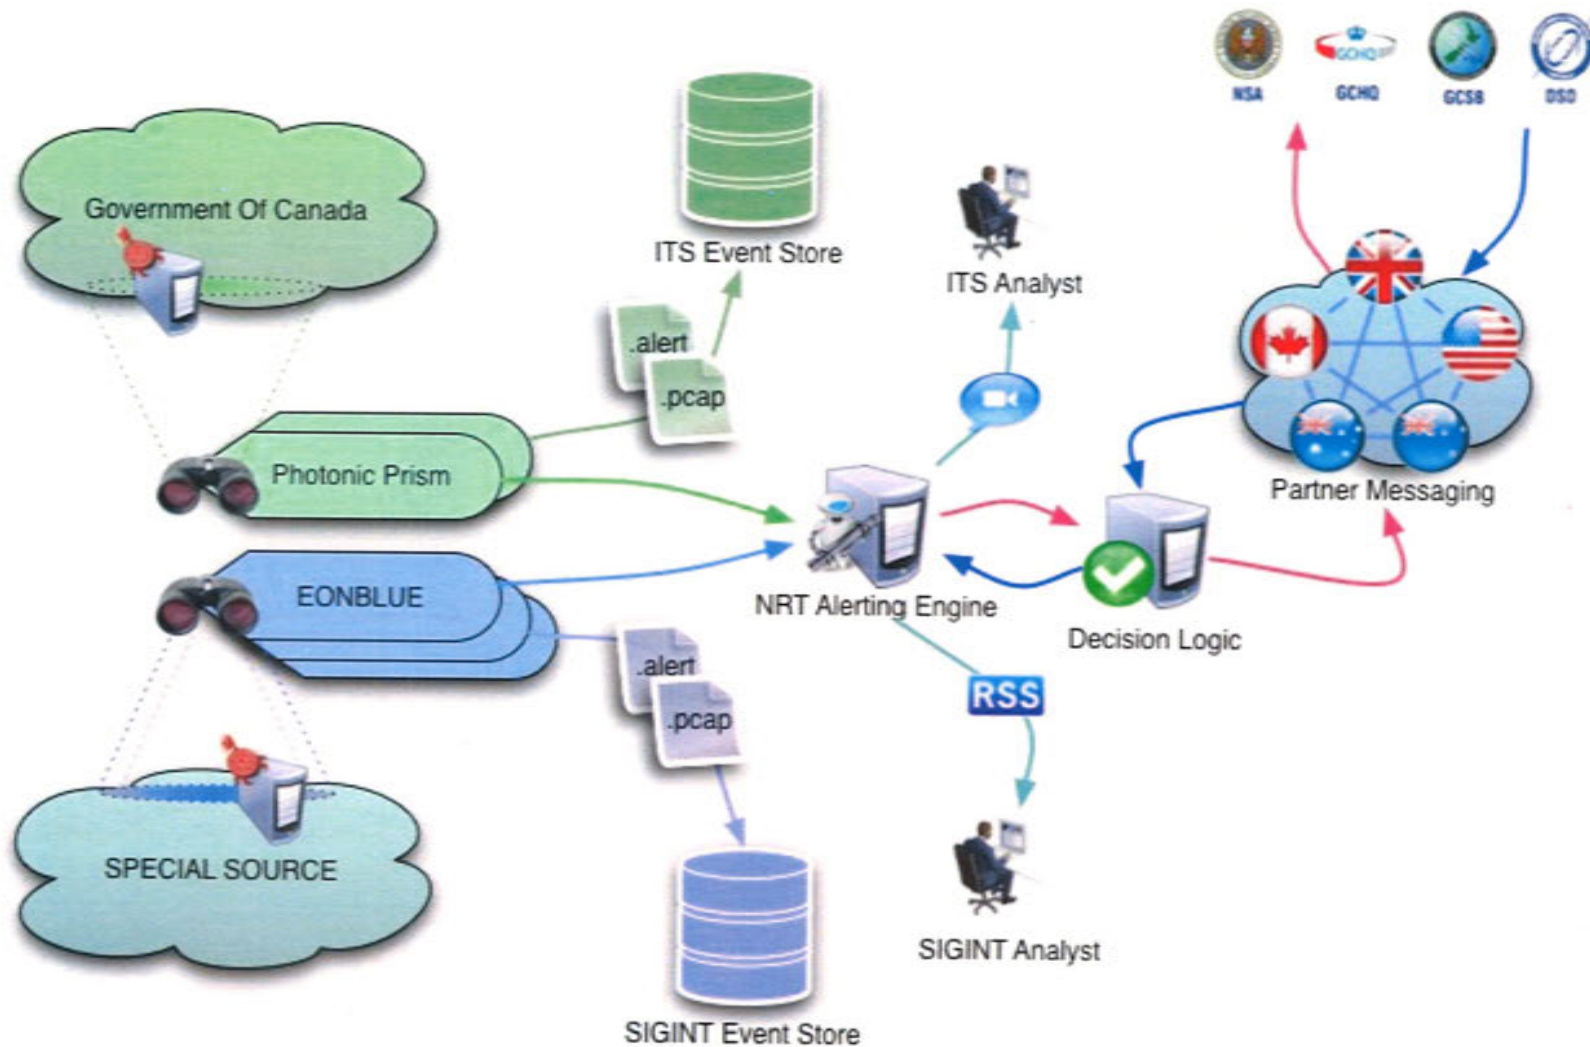 NSA
GCHQ
GCHQ
GCSB
DSD
Government Of Canada
ITS Event Store
ITS Analyst
.alert
.pcap
Photonic Prism
Partner Messaging
EONBLUE
NRT Alerting Engine
Decision Logic
.alert
.pcap
RSS
SPECIAL SOURCE
SIGINT Analyst
SIGINT Event Store